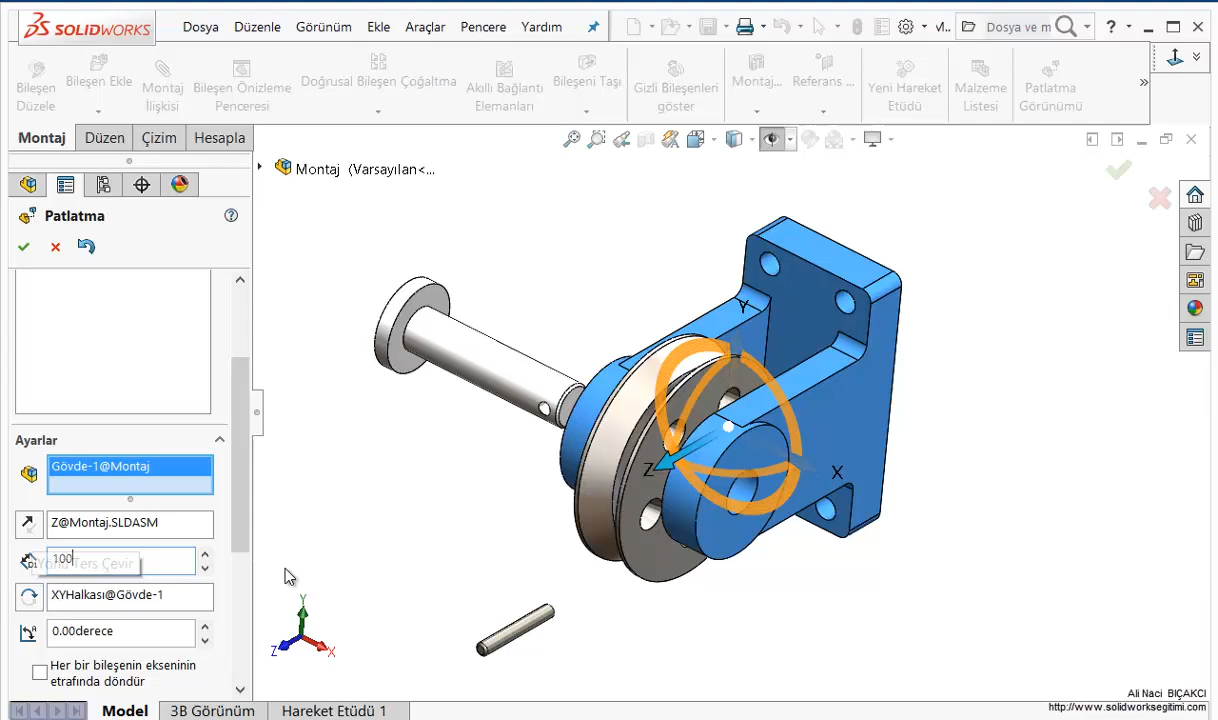 SOLIDWORKS
Dosya Düzenle Görünüm Ekle Araçlar Pencere Yardım
M... Dosya ve m ?
Bileşen Düzele
Bileşen Ekle
Montaj İlişkisi
Bileşen Önizleme Penceresi
Doğrusal Bileşen Çoğaltma
Akıllı Bağlantı Elemanları
Bileşeni Taşı
Gizli Bileşenleri göster
Montaj...
Referans ...
Yeni Hareket Etüdü
Malzeme Listesi
Patlatma Görünümü
Montaj Düzen Çizim Hesapla
Montaj (Varsayılan<...
Patlatma
Ayarlar
Gövde-1@Montaj
Z@Montaj.SLDASM
100
Yönü Ters Çevir
XYHalkası@Gövde-1
0.00derece
Her bir bileşenin ekseninin
etrafında döndür
Y
Z
X
Y
Z
X
Ali Naci BIÇAKCI
http://www.solidworksegitimi.com
Model 3B Görünüm Hareket Etüdü 1